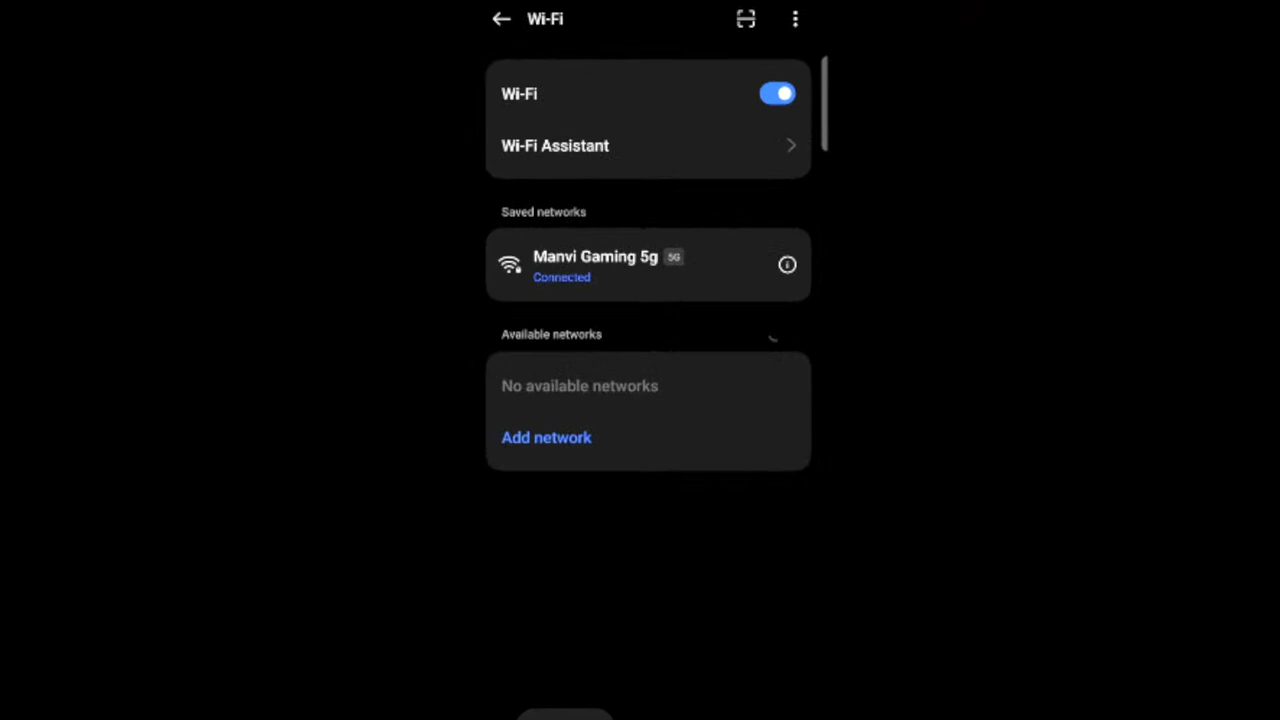 Wi-Fi
Wi-Fi
Wi-Fi Assistant
Saved networks
Manvi Gaming 5g 5G
Connected
Available networks
No available networks
Add network